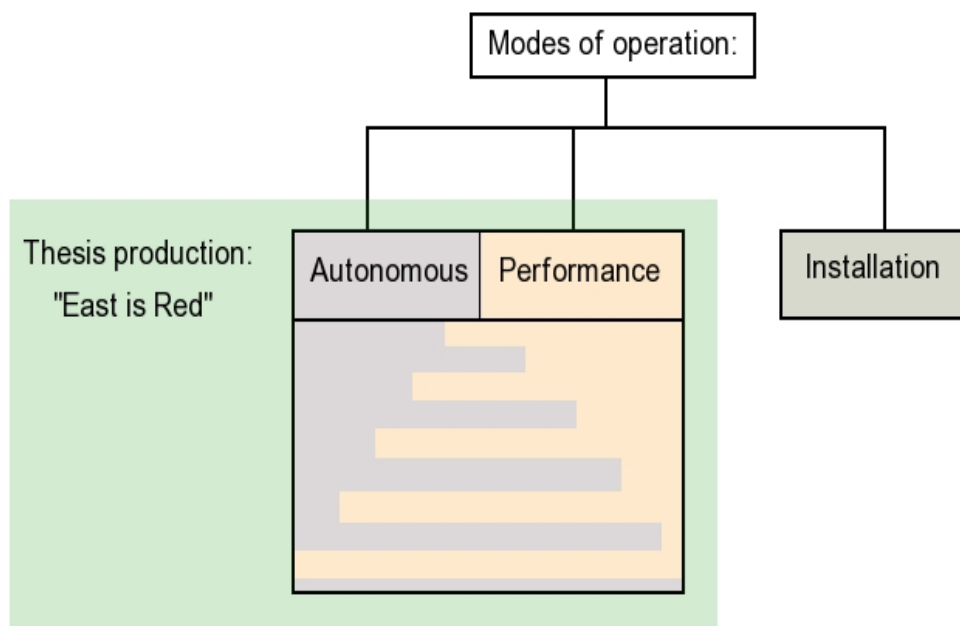 Modes of operation:
Thesis production:
"East is Red"
Autonomous
Performance
Installation